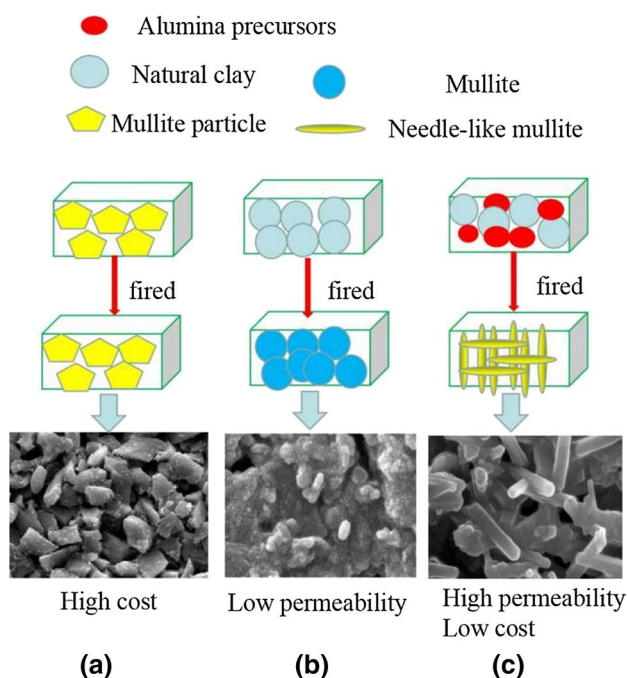 Alumina precursors
Natural clay
Mullite
Mullite particle
Needle-like mullite
fired
fired
fired
High cost
Low permeability
High permeability
Low cost
(a)
(b)
(c)